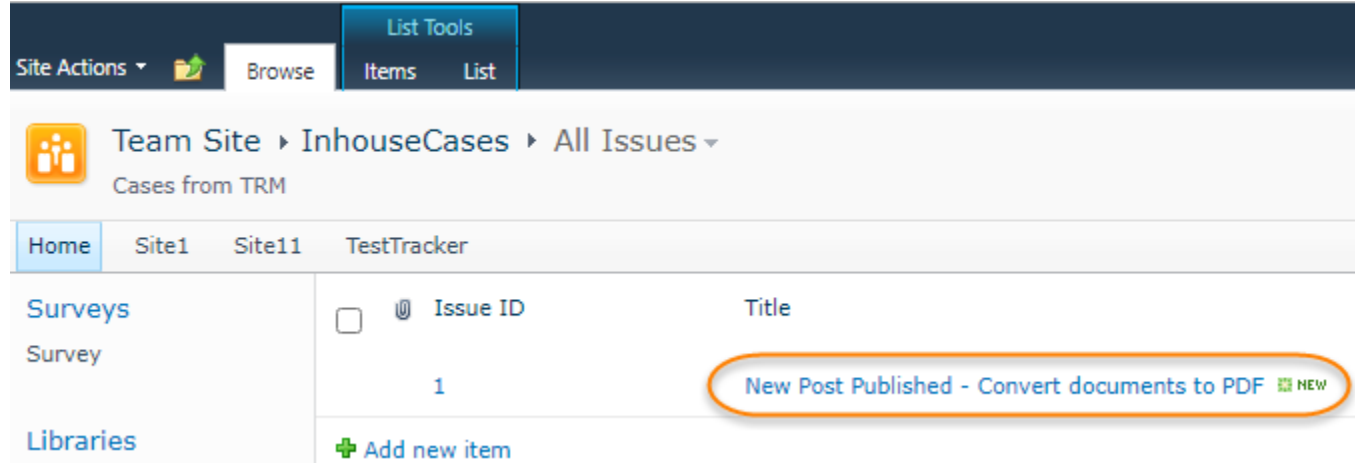 List Tools
Site Actions Browse Items List
Team Site InhouseCases All Issues
Cases from TRM
Home Site1 Site11 TestTracker
Surveys
Survey
Libraries
Issue ID Title
1 New Post Published - Convert documents to PDF NEW
Add new item